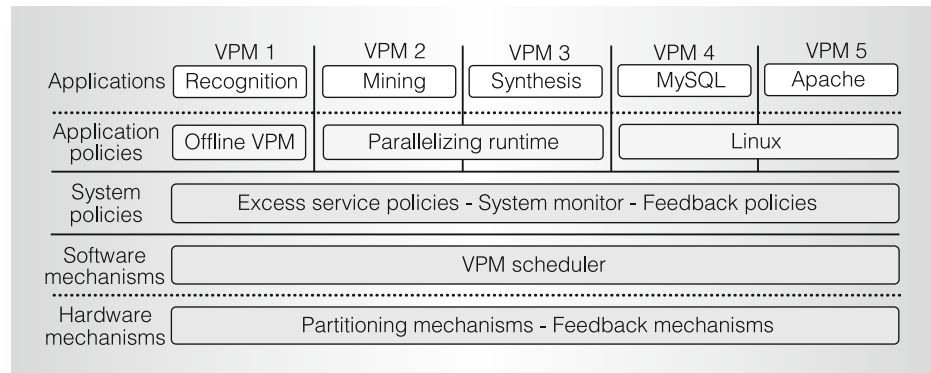 VPM 1 VPM 2 VPM 3 VPM 4 VPM 5
Applications Recognition Mining Synthesis MySQL Apache
Application
policies
Offline VPM Parallelizing runtime Linux
System
policies
Excess service policies - System monitor - Feedback policies
Software
mechanisms
VPM scheduler
Hardware
mechanisms
Partitioning mechanisms - Feedback mechanisms